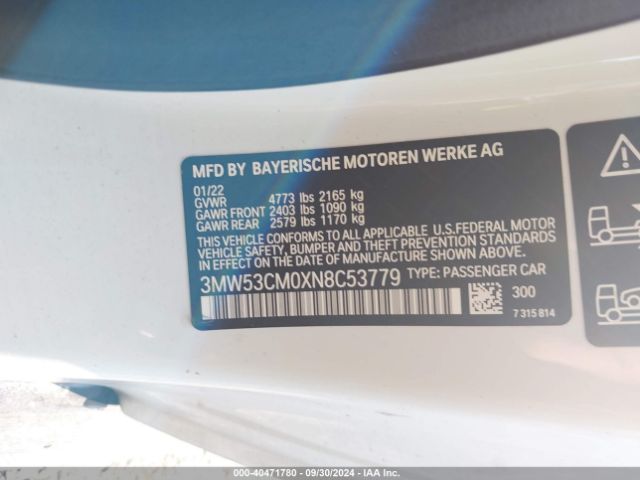 MFD BY BAYERISCHE MOTOREN WERKE AG
01/22
GVWR 4773 lbs 2165 kg
GAWR FRONT 2403 lbs 1090 kg
GAWR REAR 2579 lbs 1170 kg
THIS VEHICLE CONFORMS TO ALL APPLICABLE U.S.FEDERAL MOTOR
VEHICLE SAFETY, BUMPER, AND THEFT PREVENTION
STANDARDS IN EFFECT ON THE DATE OF MANUFACTURE SHOWN ABOVE.
3MW53CM0XN8C53779 TYPE: PASSENGER CAR
300
7 315 814
000-40471780 - 09/30/2024 - IAA Inc.